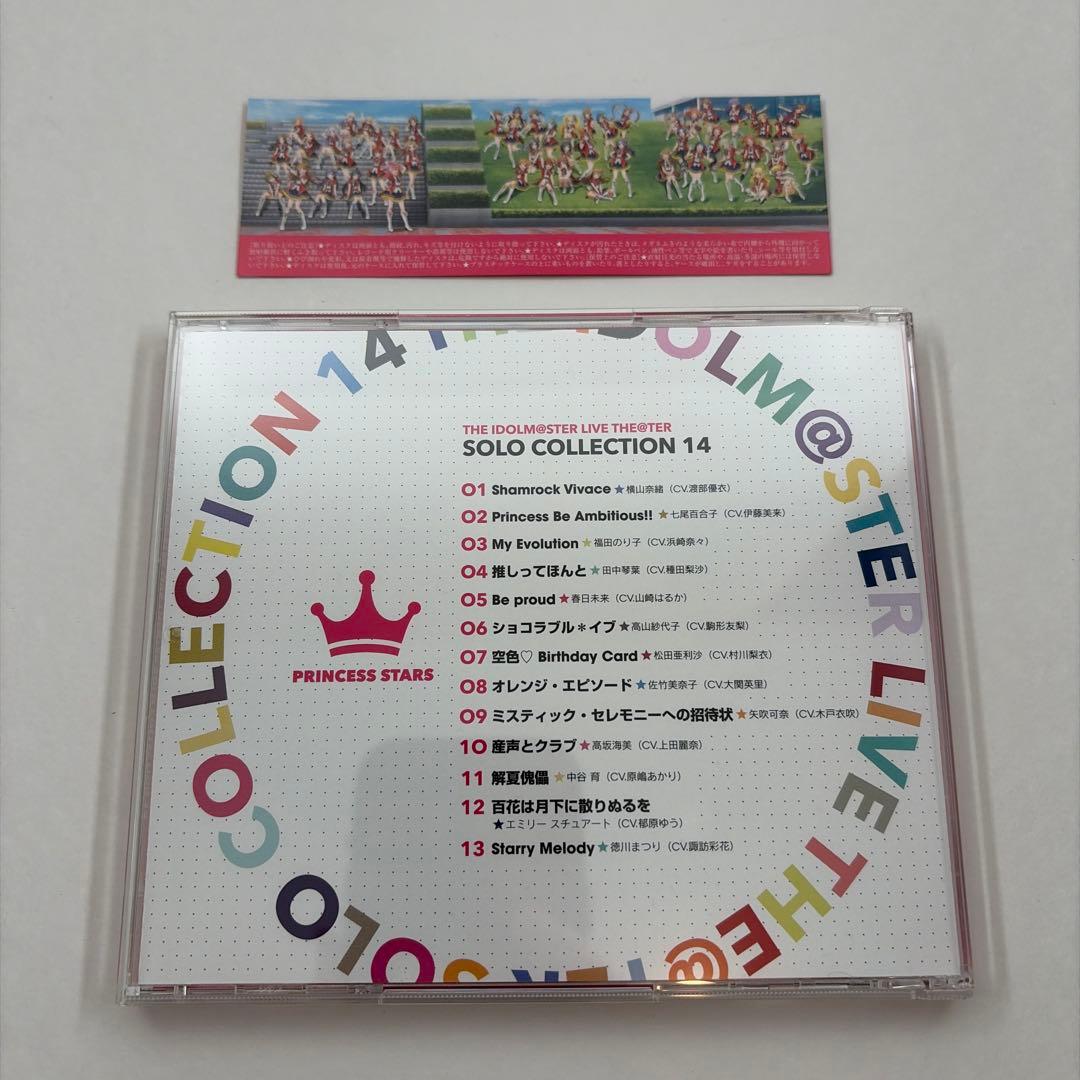 THE IDOLM@STER LIVE THE@TER
SOLO COLLECTION 14
01 Shamrock Vivace ★横山奈緒（CV.渡部優衣）
02 Princess Be Ambitious!! ★七尾百合子（CV.伊藤美来）
03 My Evolution ★福田のり子（CV.浜崎奈々）
04 推しってほんと ★田中琴葉（CV.種田梨沙）
05 Be proud ★春日未来（CV.山崎はるか）
06 ショコラブル＊イブ ★高山紗代子（CV.駒形友梨）
07 空色♡ Birthday Card ★松田亜利沙（CV.村川梨衣）
08 オレンジ・エピソード ★佐竹美奈子（CV.大関英里）
09 ミスティック・セレモニーへの招待状 ★矢吹可奈（CV.木戸衣吹）
10 産声とクラブ ★高坂海美（CV.上田麗奈）
11 解夏傀儡 ★中谷 育（CV.原嶋あかり）
12 百花は月下に散りぬるを
★エミリー スチュアート（CV.郁原ゆう）
13 Starry Melody ★徳川まつり（CV.諏訪彩花）
PRINCESS STARS
SOLO COLLECTION 14 THE IDOLM@STER LIVE THE@TER